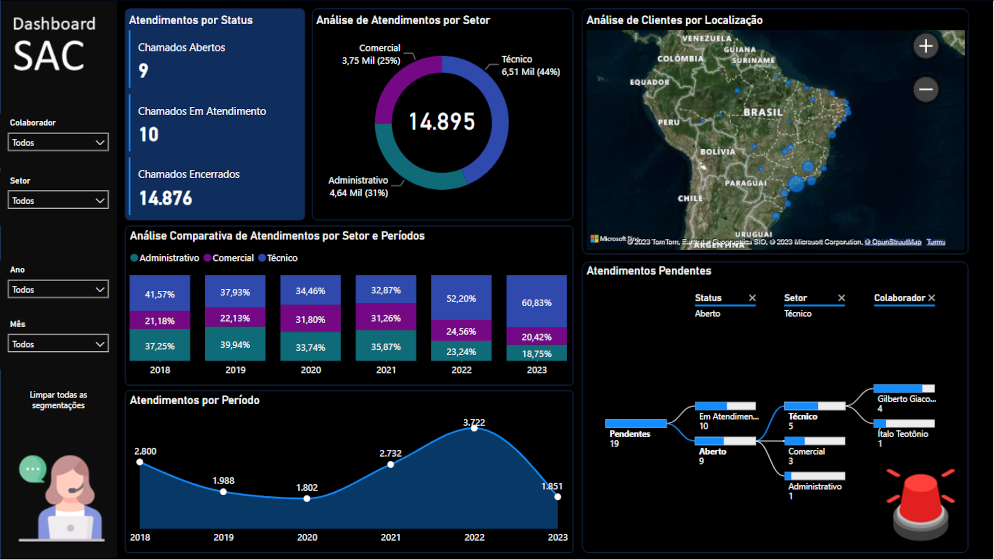 Dashboard
SAC
Colaborador
Todos
Setor
Todos
Ano
Todos
Mês
Todos
Limpar todas as
segmentações
Atendimentos por Status
Chamados Abertos
9
Chamados Em Atendimento
10
Chamados Encerrados
14.876
Análise de Atendimentos por Setor
Comercial
3,75 Mil (25%)
Técnico
6,51 Mil (44%)
14.895
Administrativo
4,64 Mil (31%)
Análise Comparativa de Atendimentos por Setor e Períodos
Administrativo Comercial Técnico
41,57% 37,93% 34,46% 32,87% 52,20% 60,83%
21,18% 22,13% 31,80% 31,26% 24,56% 20,42%
37,25% 39,94% 33,74% 35,87% 23,24% 18,75%
2018 2019 2020 2021 2022 2023
Atendimentos por Período
2.800 1.988 1.802 2.732 3.722 1.851
2018 2019 2020 2021 2022 2023
Análise de Clientes por Localização
VENEZUELA
GUIANA
SURINAME
COLÔMBIA
EQUADOR
PERU
BRASIL
BOLÍVIA
PARAGUAI
CHILE
URUGUAI
ARGENTINA
Microsoft Bing
© 2023 TomTom, © 2023 Microsoft Corporation, © OpenStreetMap Terms
Atendimentos Pendentes
Status Setor Colaborador
Aberto Técnico
Pendentes
19
Em Atendimen...
10
Aberto
9
Técnico
5
Comercial
3
Administrativo
1
Gilberto Giaco...
4
Ítalo Teotônio
1